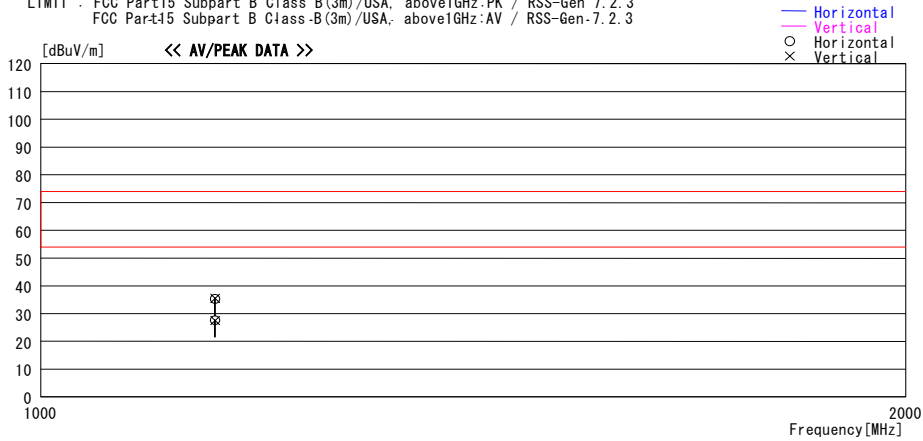 LIMIT : FCC Part15 Subpart B Class B(3m)/USA, above1GHz:PK / RSS-Gen 7.2.3
FCC Part15 Subpart B Class B(3m)/USA, above1GHz:AV / RSS-Gen 7.2.3
Horizontal
Vertical
Horizontal
Vertical
[dBuV/m] << AV/PEAK DATA >>
120
110
100
90
80
70
60
50
40
30
20
10
0
1000 2000
Frequency[MHz]